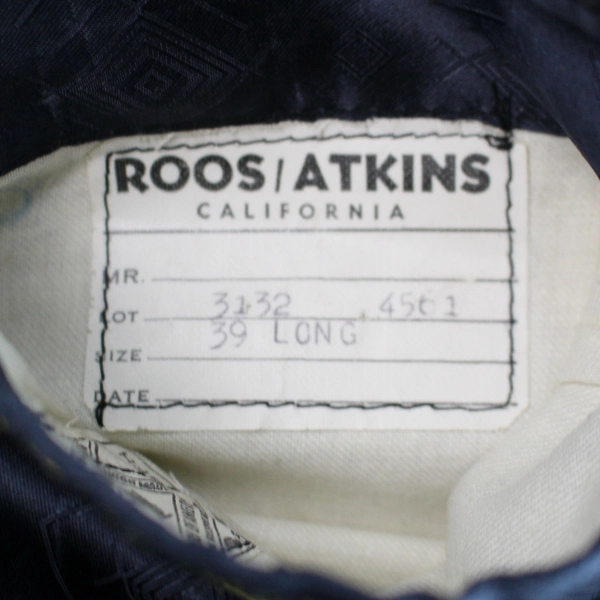 ROOS/ATKINS
CALIFORNIA
MR.
LOT 3132 4561
SIZE 39 LONG
DATE